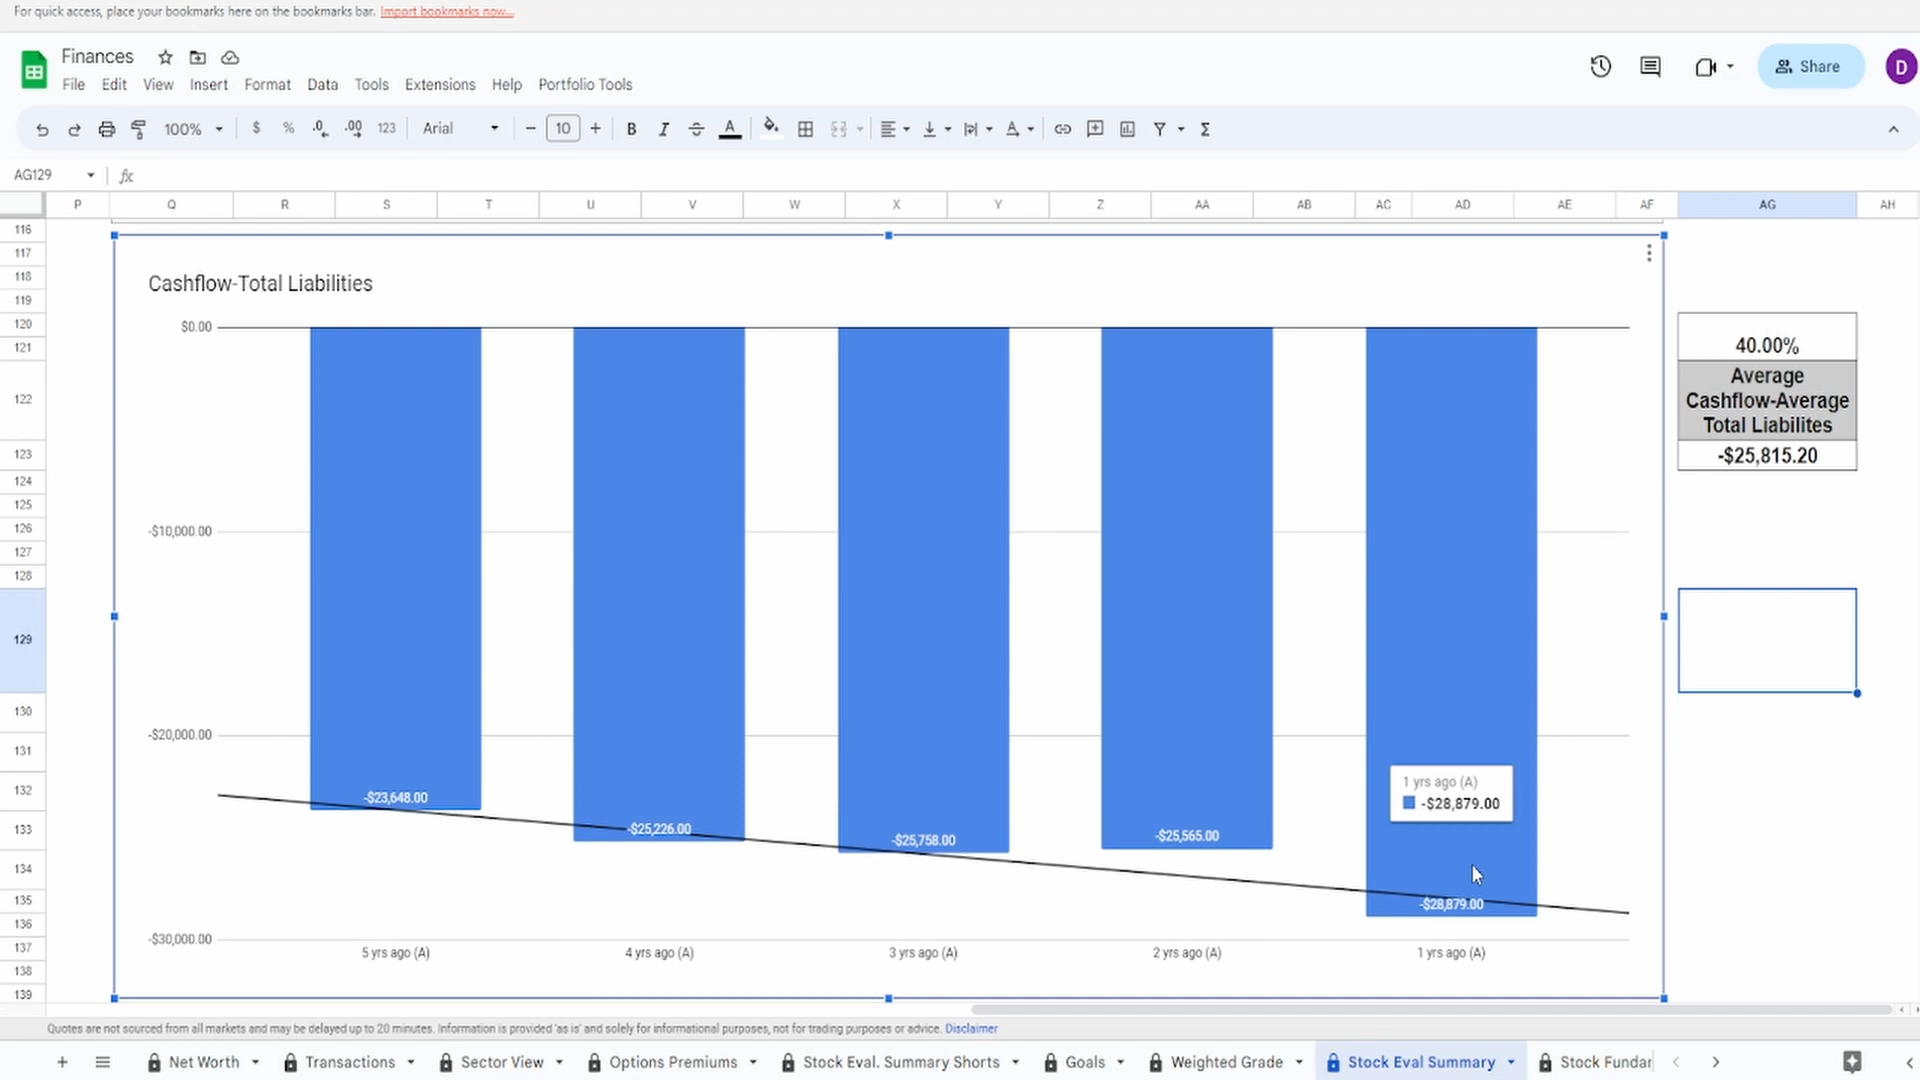 For quick access, place your bookmarks here on the bookmarks bar. Import bookmarks now...
Finances
File Edit View Insert Format Data Tools Extensions Help Portfolio Tools
Share
D
100% $ % .0 .00 123 Arial 10 B I S A Σ
AG129 fx
P Q R S T U V W X Y Z AA AB AC AD AE AF AG AH
116
117
118
119
120
121
122
123
124
125
126
127
128
129
130
131
132
133
134
135
136
137
138
139
Cashflow-Total Liabilities
$0.00
-$10,000.00
-$20,000.00
-$30,000.00
-$23,648.00
-$25,226.00
-$25,758.00
-$25,565.00
-$28,879.00
1 yrs ago (A)
-$28,879.00
5 yrs ago (A) 4 yrs ago (A) 3 yrs ago (A) 2 yrs ago (A) 1 yrs ago (A)
40.00%
Average
Cashflow-Average
Total Liabilites
-$25,815.20
Quotes are not sourced from all markets and may be delayed up to 20 minutes. Information is provided 'as is' and solely for informational purposes, not for trading purposes or advice. Disclaimer
Net Worth Transactions Sector View Options Premiums Stock Eval. Summary Shorts Goals Weighted Grade Stock Eval Summary Stock Fundar